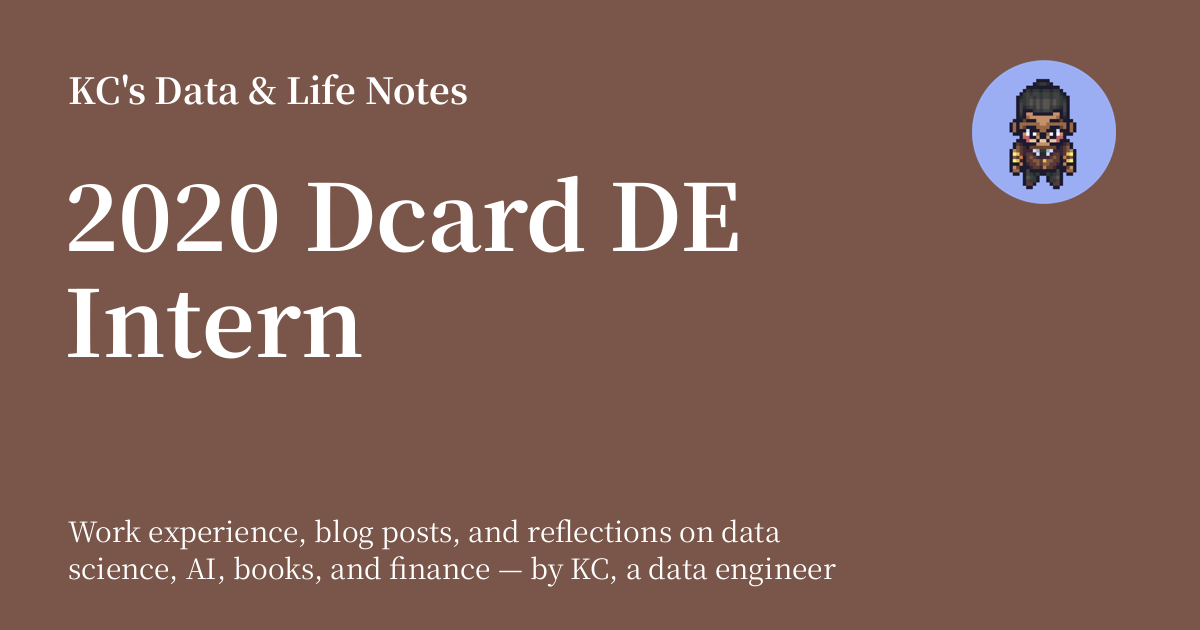 KC's Data & Life Notes
2020 Dcard DE
Intern
Work experience, blog posts, and reflections on data
science, AI, books, and finance — by KC, a data engineer